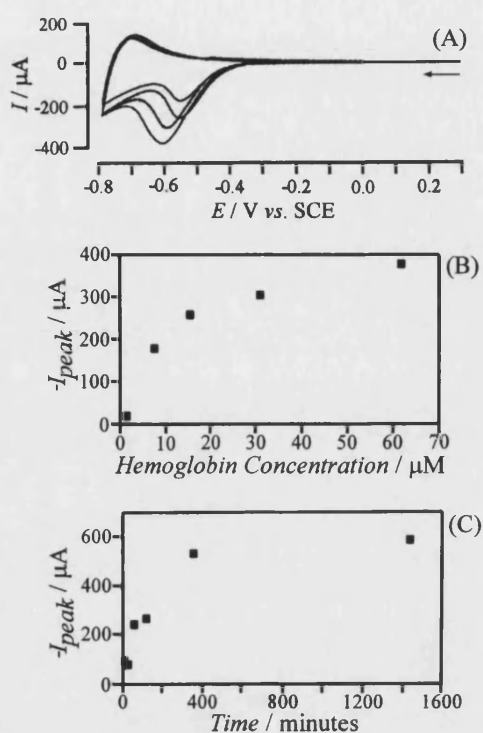 (A)
200
0
-200
-400
I / μA
-0.8 -0.6 -0.4 -0.2 0.0 0.2
E / V vs. SCE
(B)
400
300
200
100
0
-Ipeak / μA
0 10 20 30 40 50 60 70
Hemoglobin Concentration / μM
(C)
600
400
200
0
-Ipeak / μA
0 400 800 1200 1600
Time / minutes